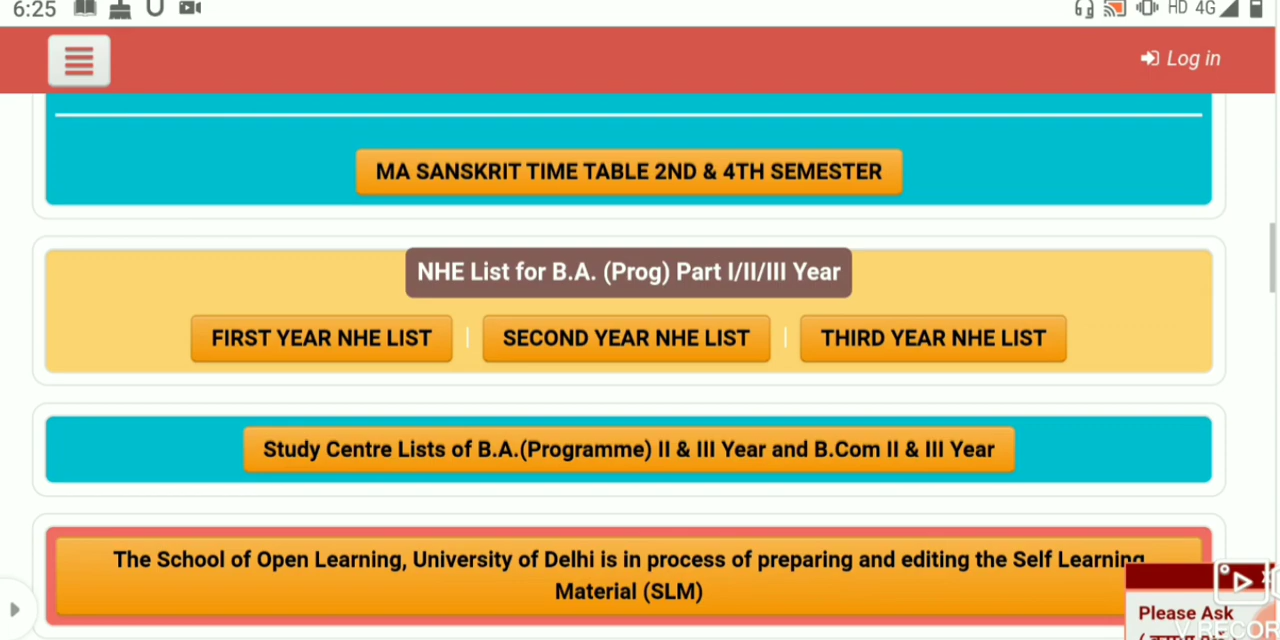 6:25 HD 4G
Log in
MA SANSKRIT TIME TABLE 2ND & 4TH SEMESTER
NHE List for B.A. (Prog) Part I/II/III Year
FIRST YEAR NHE LIST | SECOND YEAR NHE LIST | THIRD YEAR NHE LIST
Study Centre Lists of B.A.(Programme) II & III Year and B.Com II & III Year
The School of Open Learning, University of Delhi is in process of preparing and editing the Self Learning
Material (SLM)
Please Ask
V RECOR